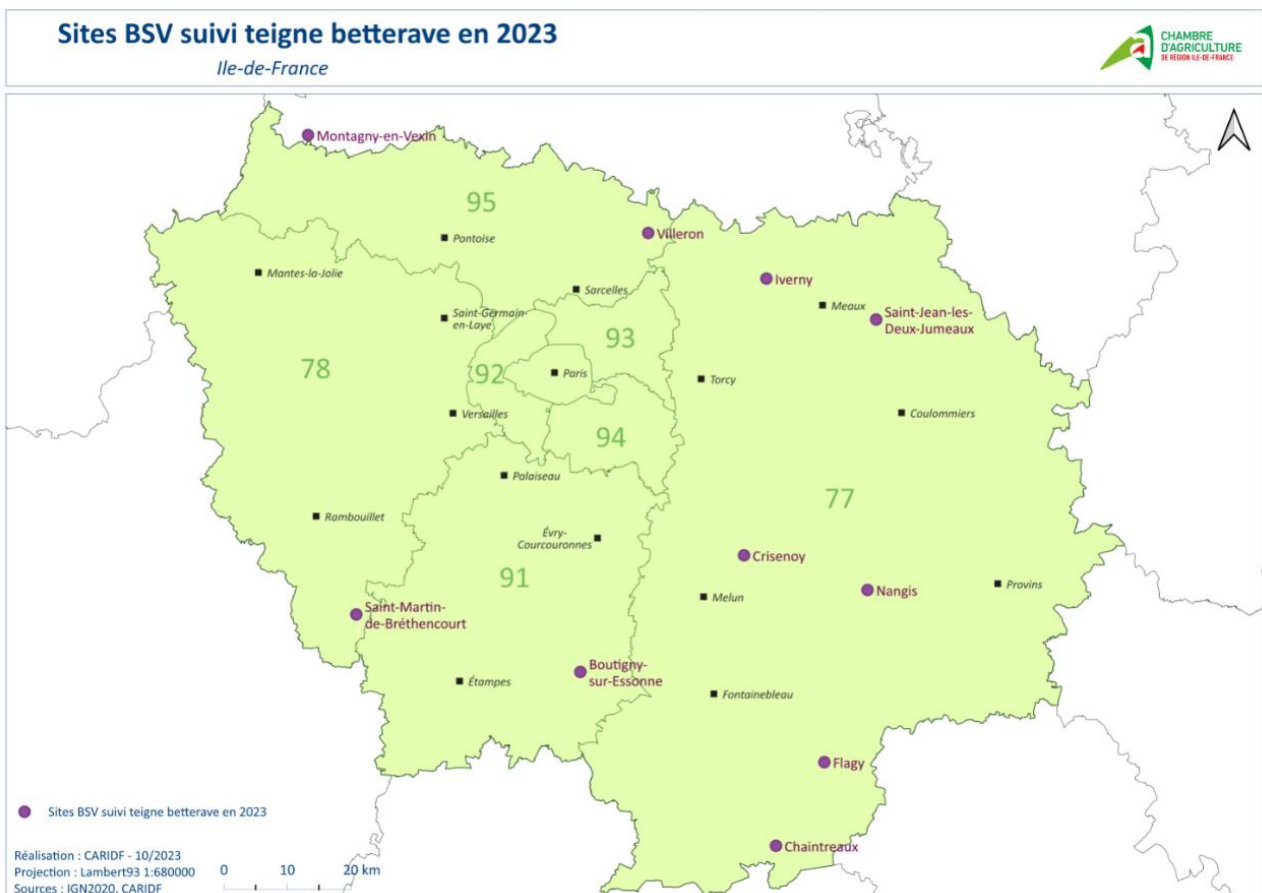 Sites BSV suivi teigne betterave en 2023
Ile-de-France
CHAMBRE
D'AGRICULTURE
DE RÉGION ILE-DE-FRANCE
Montagny-en-Vexin
95
Villeron
Pontoise
Mantes-la-Jolie
Iverny
Sarcelles
Meaux
Saint-Jean-les-
Deux-Jumeaux
Saint-Germain-
en-Laye
93
78
92
Paris
Torcy
Versailles
94
Coulommiers
Palaiseau
77
Rambouillet
Évry-
Courcouronnes
Crisenoy
91
Nangis
Provins
Melun
Saint-Martin-
de-Bréthencourt
Boutigny-
sur-Essonne
Étampes
Fontainebleau
Flagy
Sites BSV suivi teigne betterave en 2023
Chaintreaux
Réalisation : CARIDF - 10/2023
Projection : Lambert93 1:680000
Sources : IGN2020, CARIDF
0 10 20 km